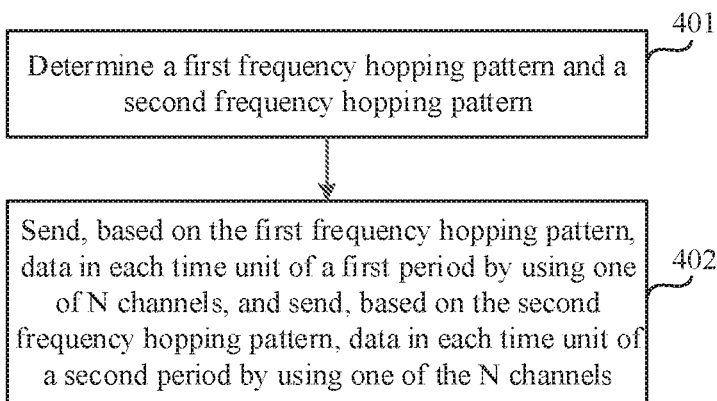 401
Determine a first frequency hopping pattern and a
second frequency hopping pattern
Send, based on the first frequency hopping pattern,
data in each time unit of a first period by using one
of N channels, and send, based on the second
frequency hopping pattern, data in each time unit of
a second period by using one of the N channels
402